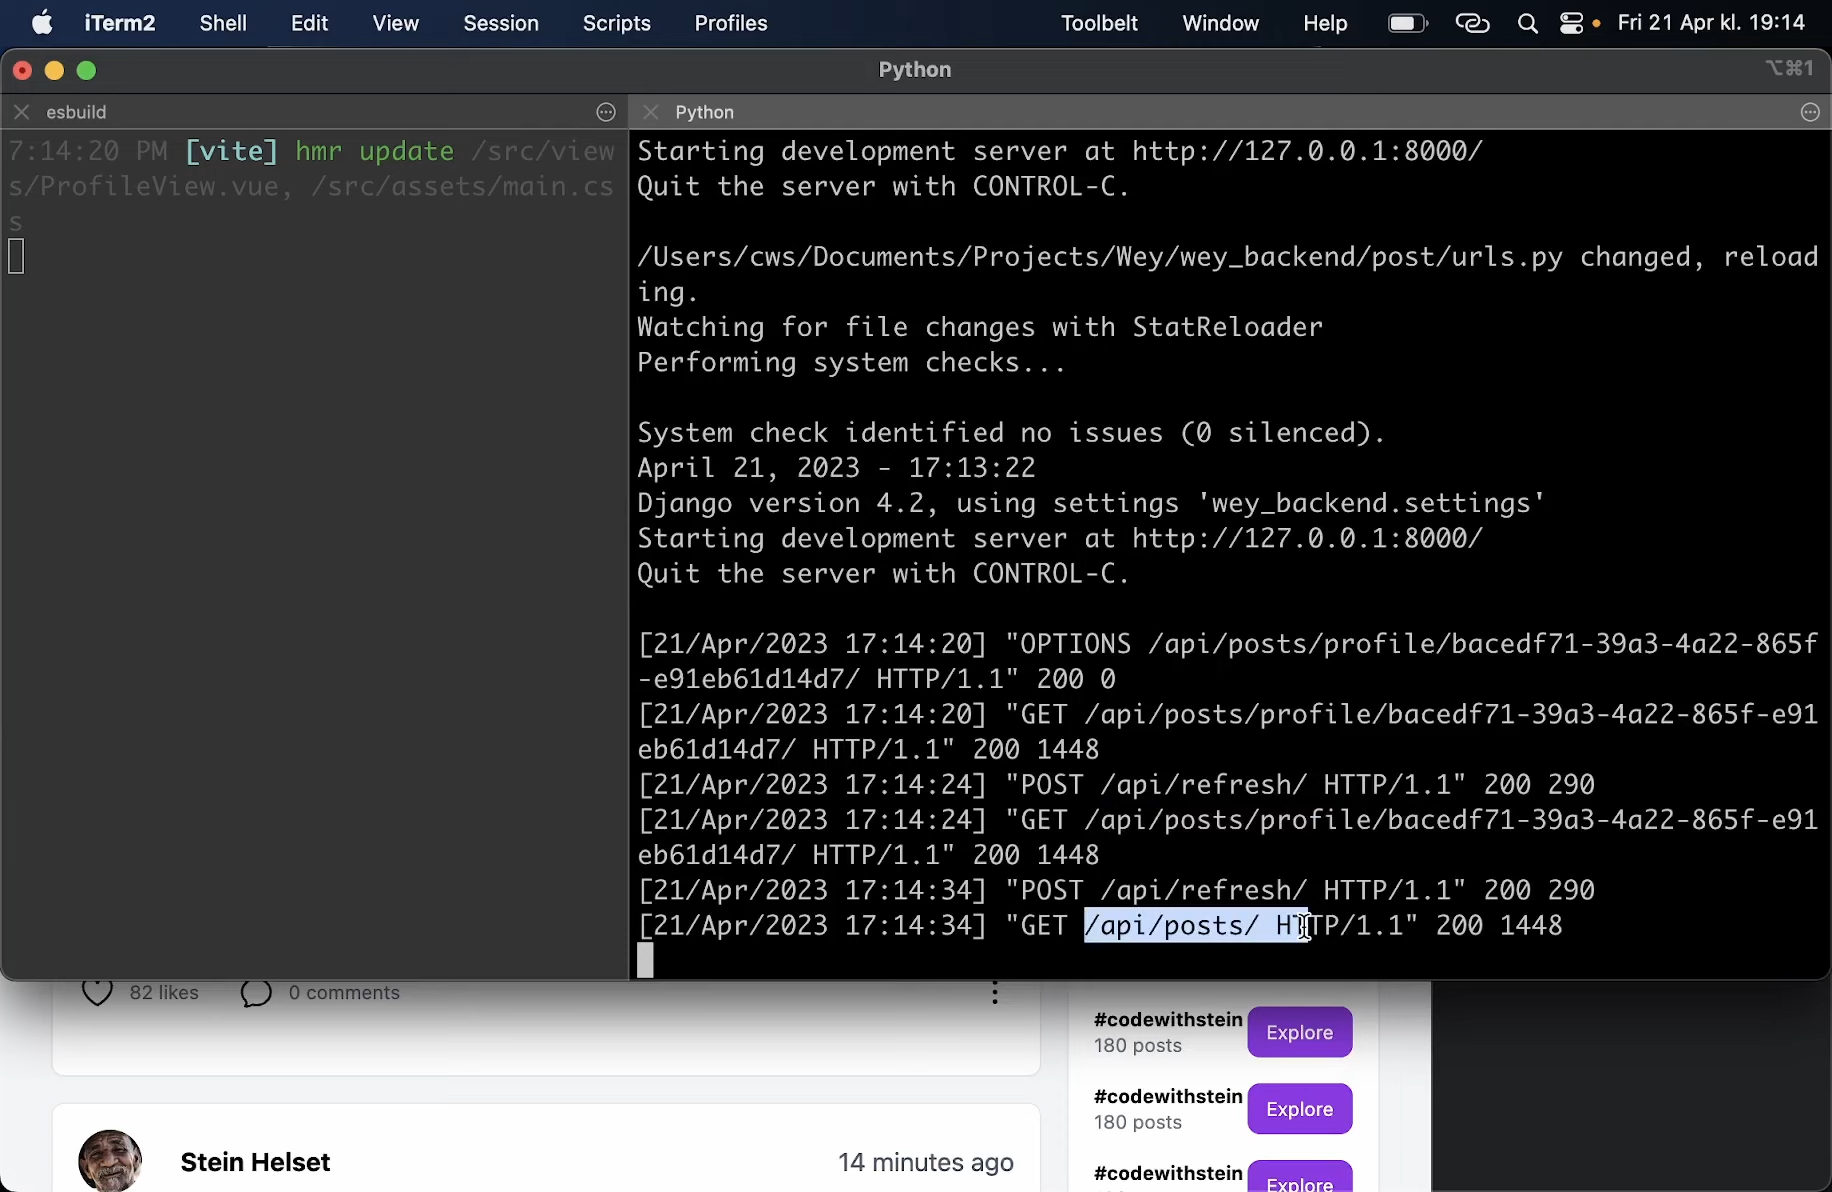 iTerm2 Shell Edit View Session Scripts Profiles Toolbelt Window Help Fri 21 Apr kl. 19:14
Python ⌥⌘1
esbuild
7:14:20 PM [vite] hmr update /src/view
s/ProfileView.vue, /src/assets/main.cs
s
Python
Starting development server at http://127.0.0.1:8000/
Quit the server with CONTROL-C.
/Users/cws/Documents/Projects/Wey/wey_backend/post/urls.py changed, reload
ing.
Watching for file changes with StatReloader
Performing system checks...
System check identified no issues (0 silenced).
April 21, 2023 - 17:13:22
Django version 4.2, using settings 'wey_backend.settings'
Starting development server at http://127.0.0.1:8000/
Quit the server with CONTROL-C.
[21/Apr/2023 17:14:20] "OPTIONS /api/posts/profile/bacedf71-39a3-4a22-865f
-e91eb61d14d7/ HTTP/1.1" 200 0
[21/Apr/2023 17:14:20] "GET /api/posts/profile/bacedf71-39a3-4a22-865f-e91
eb61d14d7/ HTTP/1.1" 200 1448
[21/Apr/2023 17:14:24] "POST /api/refresh/ HTTP/1.1" 200 290
[21/Apr/2023 17:14:24] "GET /api/posts/profile/bacedf71-39a3-4a22-865f-e91
eb61d14d7/ HTTP/1.1" 200 1448
[21/Apr/2023 17:14:34] "POST /api/refresh/ HTTP/1.1" 200 290
[21/Apr/2023 17:14:34] "GET /api/posts/ HTTP/1.1" 200 1448
82 likes 0 comments
Stein Helset 14 minutes ago
#codewithstein
180 posts
Explore
#codewithstein
180 posts
Explore
#codewithstein
Explore